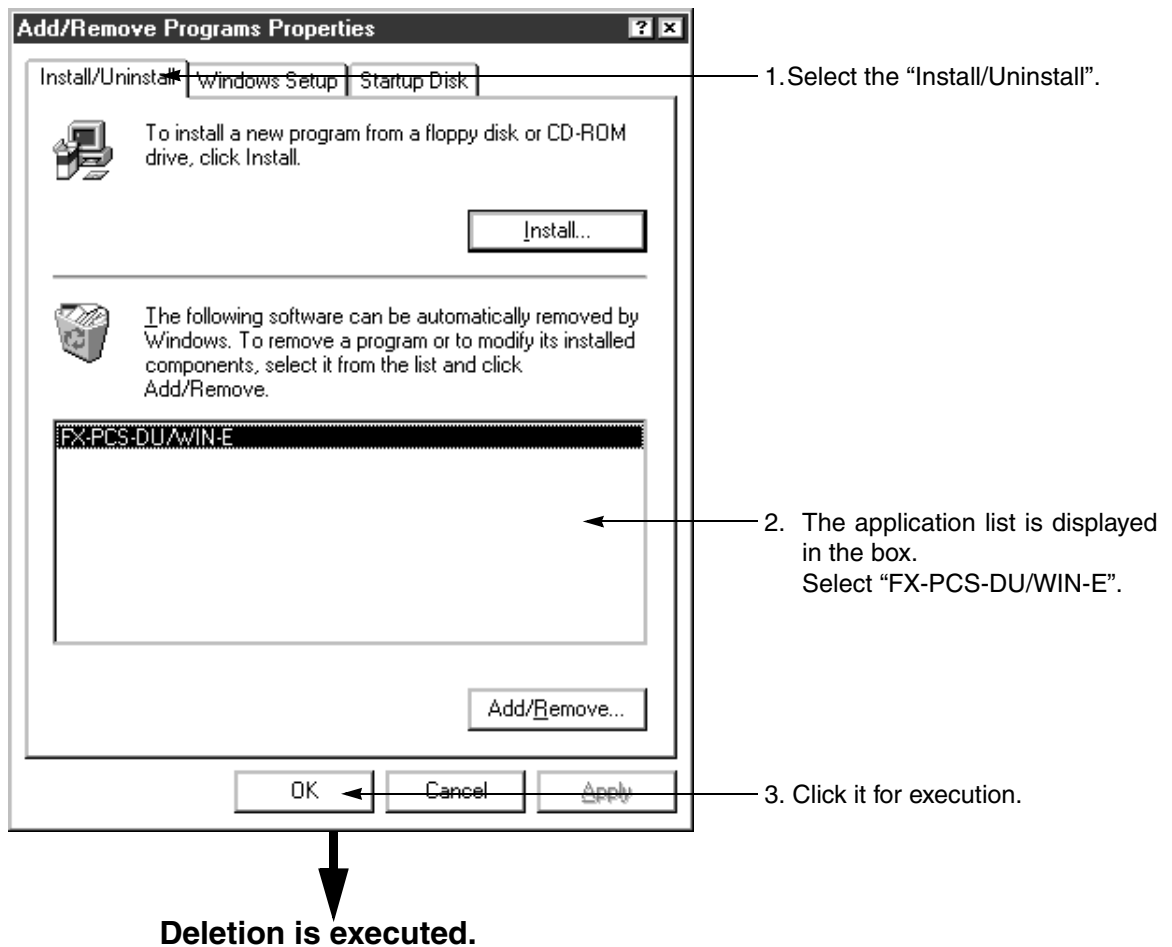 Add/Remove Programs Properties
Install/Uninstall Windows Setup Startup Disk
1.Select the “Install/Uninstall”.
To install a new program from a floppy disk or CD-ROM
drive, click Install.
Install...
The following software can be automatically removed by
Windows. To remove a program or to modify its installed
components, select it from the list and click
Add/Remove.
FX-PCS-DU/WIN-E
2. The application list is displayed
in the box.
Select “FX-PCS-DU/WIN-E”.
Add/Remove...
OK Cancel Apply
3. Click it for execution.
Deletion is executed.